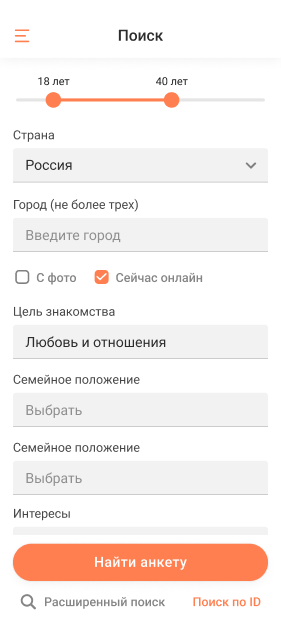 Поиск
18 лет 40 лет
Страна
Россия
Город (не более трех)
Введите город
С фото Сейчас онлайн
Цель знакомства
Любовь и отношения
Семейное положение
Выбрать
Семейное положение
Выбрать
Интересы
Найти анкету
Расширенный поиск Поиск по ID